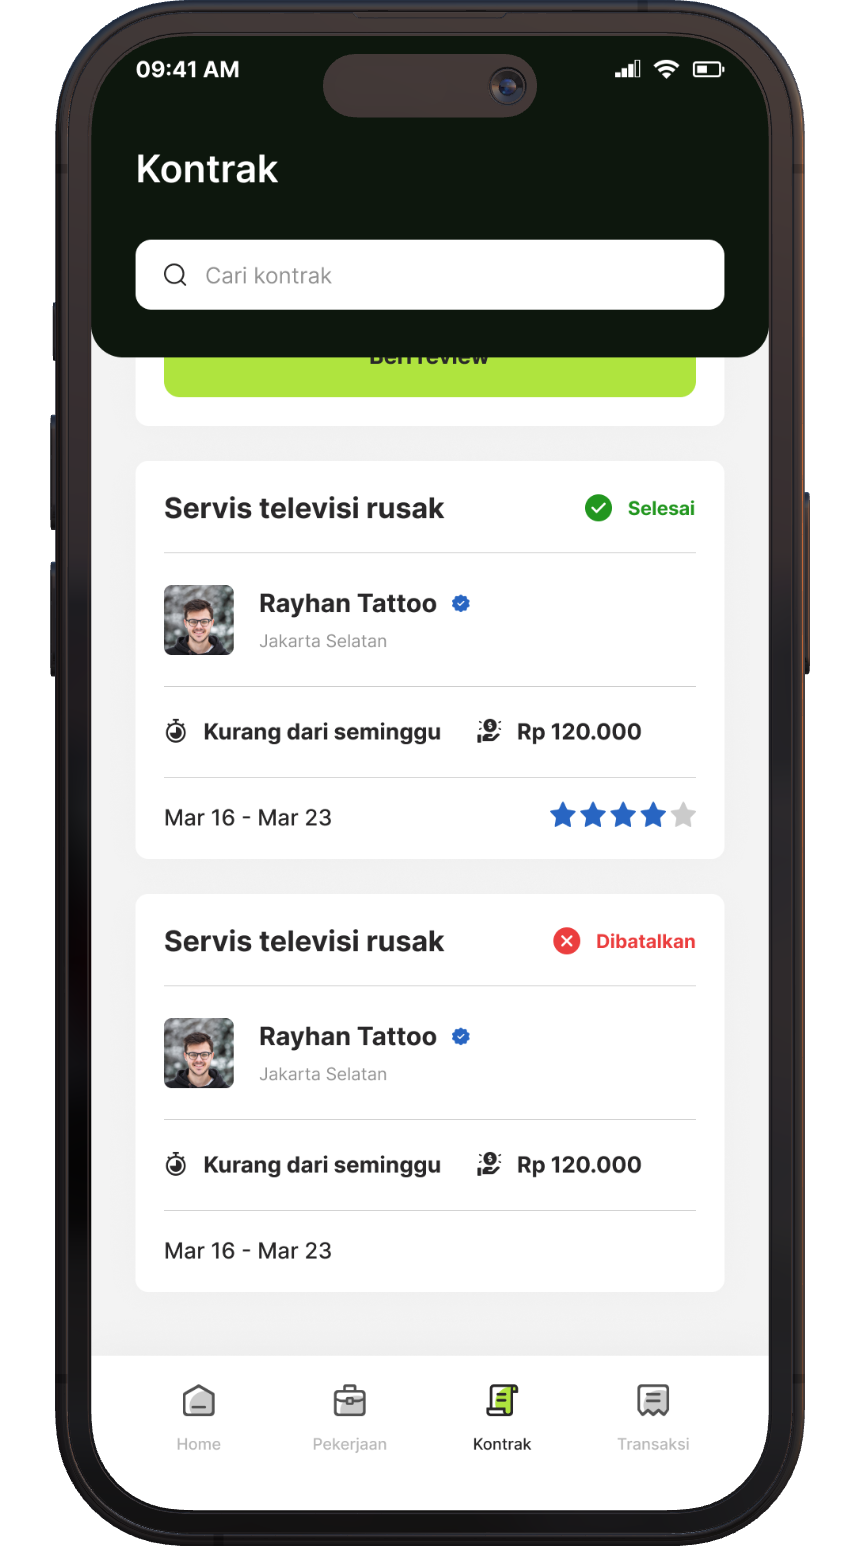 09:41 AM
Kontrak
Cari kontrak
Beri review
Servis televisi rusak
Selesai
Rayhan Tattoo
Jakarta Selatan
Kurang dari seminggu
Rp 120.000
Mar 16 - Mar 23
Servis televisi rusak
Dibatalkan
Rayhan Tattoo
Jakarta Selatan
Kurang dari seminggu
Rp 120.000
Mar 16 - Mar 23
Home
Pekerjaan
Kontrak
Transaksi